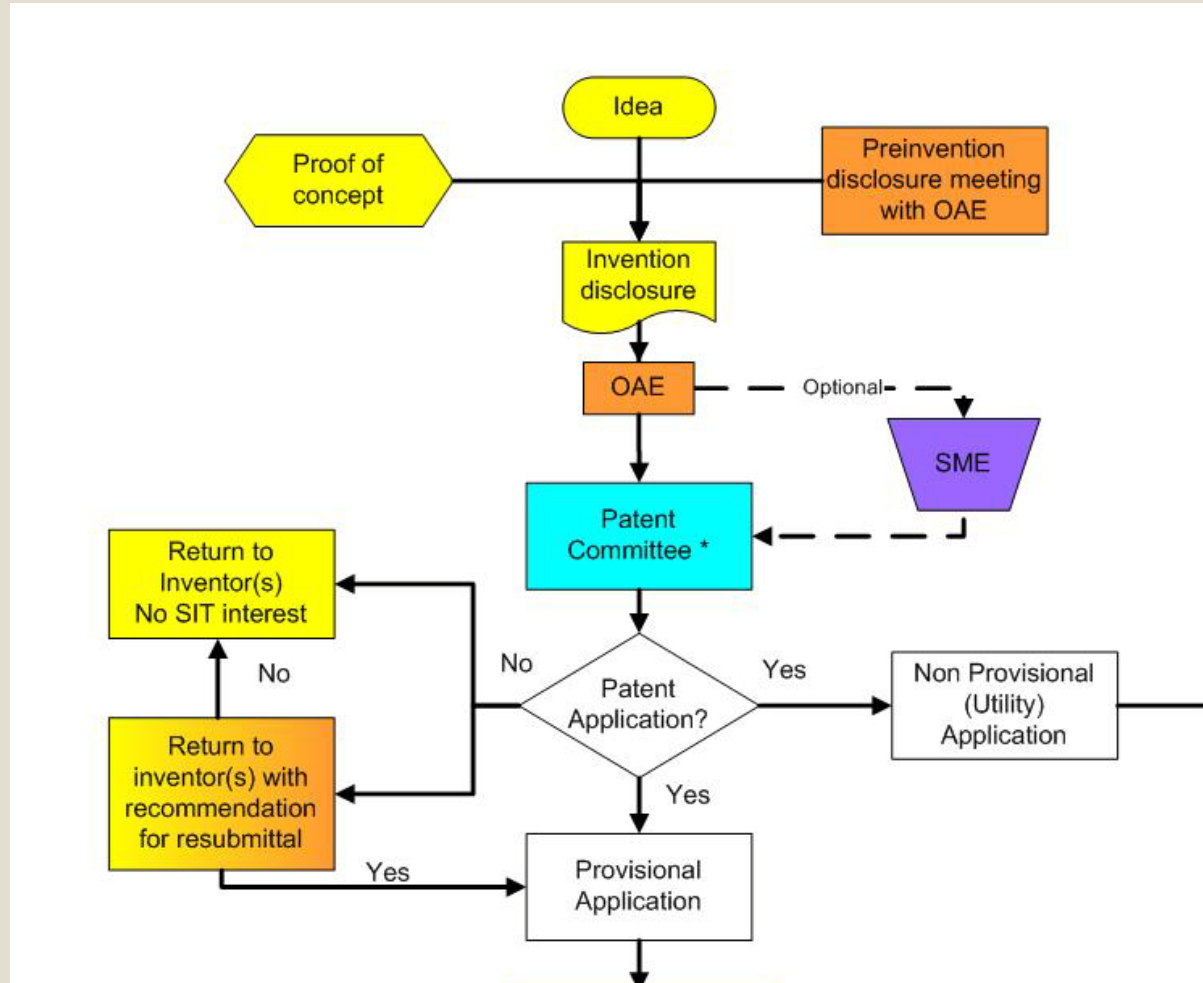 Idea
Proof of
concept
Preinvention
disclosure meeting
with OAE
Invention
disclosure
OAE
Optional
SME
Patent
Committee *
Return to
Inventor(s)
No SIT interest
No
No
Patent
Application?
Yes
Non Provisional
(Utility)
Application
Return to
inventor(s) with
recommendation
for resubmittal
Yes
Yes
Provisional
Application